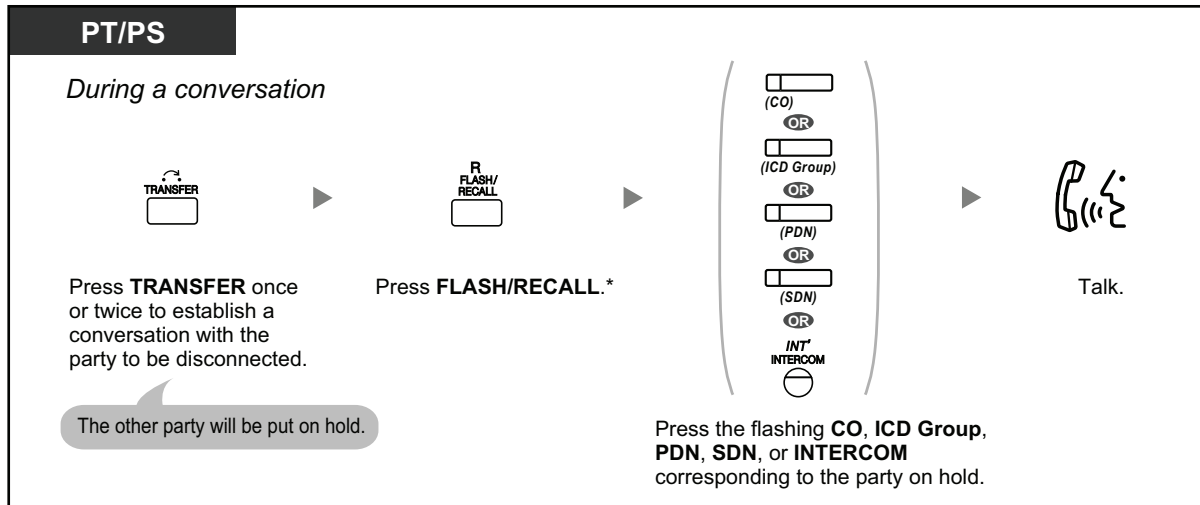 PT/PS
During a conversation
TRANSFER
Press TRANSFER once
or twice to establish a
conversation with the
party to be disconnected.
The other party will be put on hold.
R
FLASH/
RECALL
Press FLASH/RECALL.*
(CO)
OR
(ICD Group)
OR
(PDN)
OR
(SDN)
OR
INT'
INTERCOM
Press the flashing CO, ICD Group,
PDN, SDN, or INTERCOM
corresponding to the party on hold.
Talk.